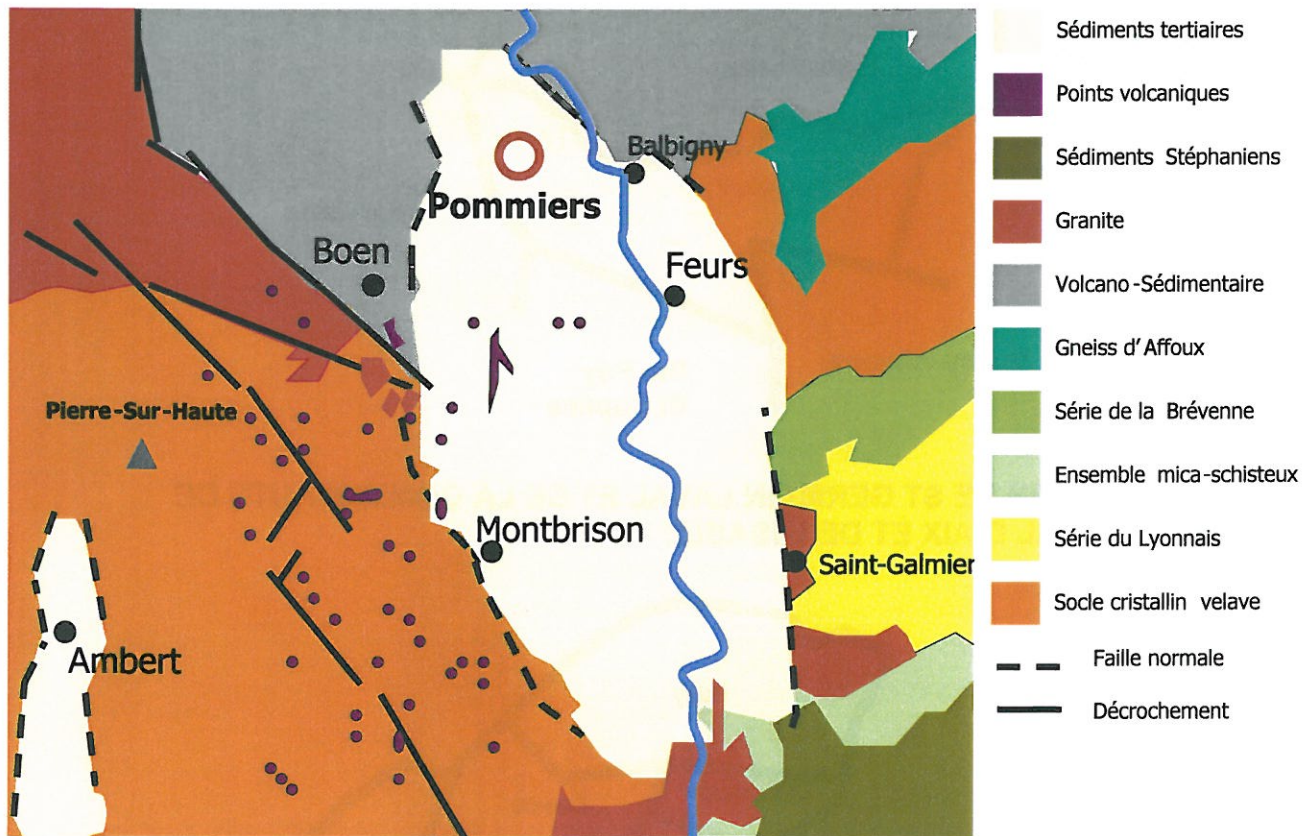 Balbigny
Pommiers
Boen
Feurs
Pierre-Sur-Haute
Montbrison
Saint-Galmier
Ambert
Sédiments tertiaires
Points volcaniques
Sédiments Stéphaniens
Granite
Volcano-Sédimentaire
Gneiss d'Affoux
Série de la Brévenne
Ensemble mica-schisteux
Série du Lyonnais
Socle cristallin velave
Faille normale
Décrochement